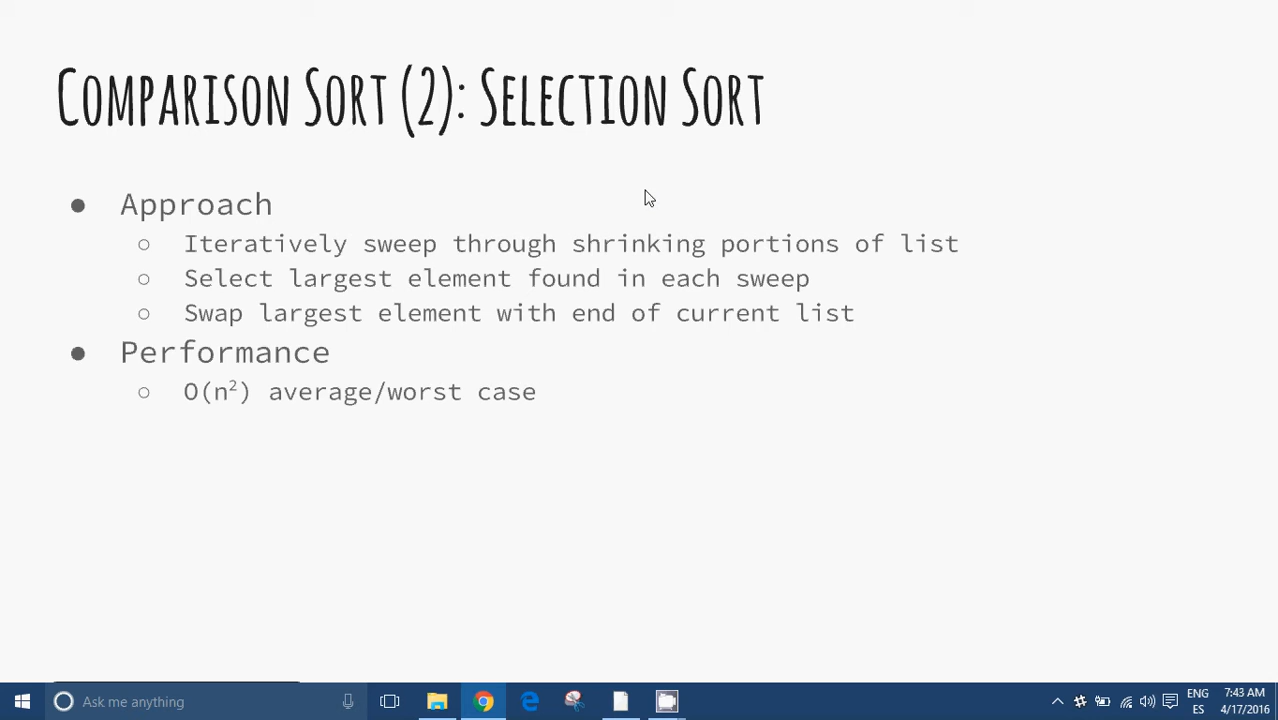 Comparison Sort (2): Selection Sort
● Approach
○ Iteratively sweep through shrinking portions of list
○ Select largest element found in each sweep
○ Swap largest element with end of current list
● Performance
○ O(n²) average/worst case
Ask me anything
ENG
ES
7:43 AM
4/17/2016